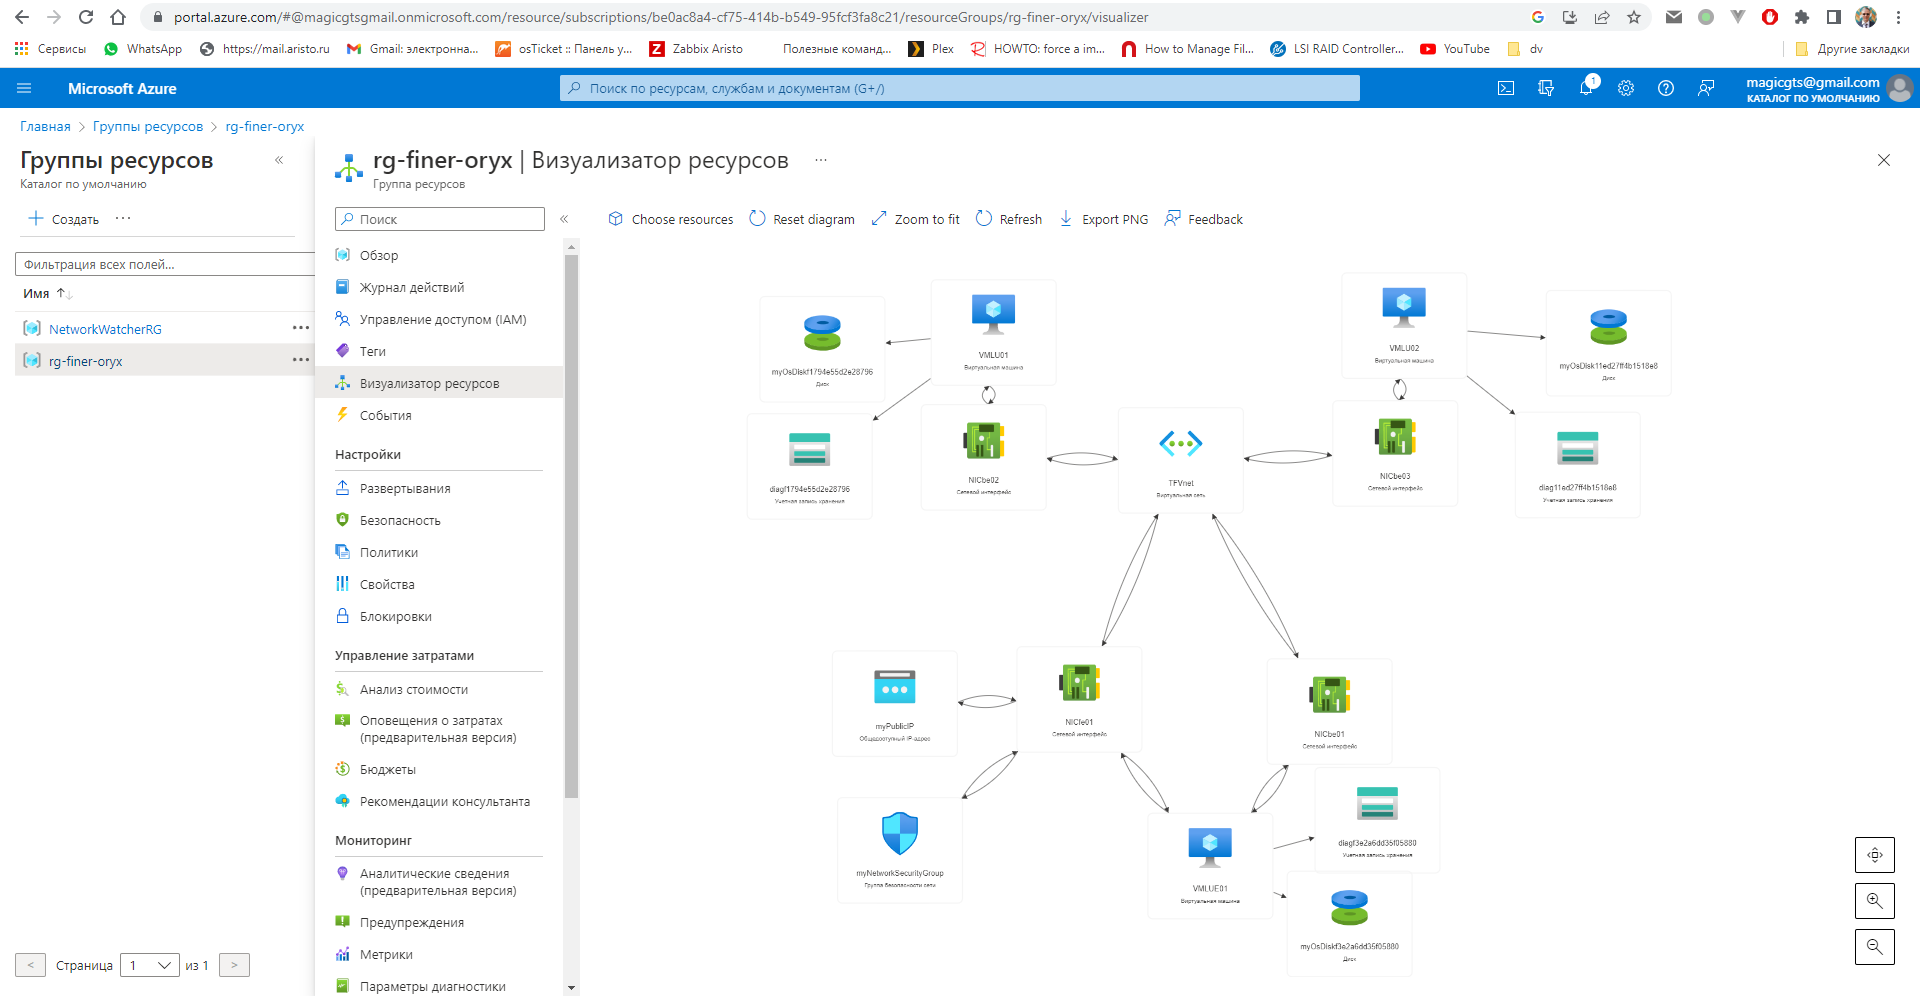 portal.azure.com/#@magicgtsgmail.onmicrosoft.com/resource/subscriptions/be0ac8a4-cf75-414b-b549-95fcf3fa8c21/resourceGroups/rg-finer-oryx/visualizer
Сервисы
WhatsApp
https://mail.aristo.ru
Gmail: электронна...
osTicket :: Панель у...
Zabbix Aristo
Полезные команд...
Plex
HOWTO: force a im...
How to Manage Fil...
LSI RAID Controller...
YouTube
dv
Другие закладки
Microsoft Azure
Поиск по ресурсам, службам и документам (G+/)
1
magicgts@gmail.com
КАТАЛОГ ПО УМОЛЧАНИЮ
Главная > Группы ресурсов > rg-finer-oryx
Группы ресурсов «
Каталог по умолчанию
Создать ...
Фильтрация всех полей...
Имя
NetworkWatcherRG
rg-finer-oryx
< Страница 1 из 1 >
rg-finer-oryx | Визуализатор ресурсов ...
Группа ресурсов
Поиск «
Обзор
Журнал действий
Управление доступом (IAM)
Теги
Визуализатор ресурсов
События
Настройки
Развертывания
Безопасность
Политики
Свойства
Блокировки
Управление затратами
Анализ стоимости
Оповещения о затратах
(предварительная версия)
Бюджеты
Рекомендации консультанта
Мониторинг
Аналитические сведения
(предварительная версия)
Предупреждения
Метрики
Параметры диагностики
Choose resources
Reset diagram
Zoom to fit
Refresh
Export PNG
Feedback
VMLU01
Виртуальная машина
myOsDiskf1794e55d2e28796
Диск
diagf1794e55d2e28796
Учетная запись хранения
NICbe02
Сетевой интерфейс
TFVnet
Виртуальная сеть
VMLU02
Виртуальная машина
myOsDisk11ed27ff4b1518e8
Диск
NICbe03
Сетевой интерфейс
diag11ed27ff4b1518e8
Учетная запись хранения
myPublicIP
Общедоступный IP-адрес
NICfe01
Сетевой интерфейс
NICbe01
Сетевой интерфейс
myNetworkSecurityGroup
Группа безопасности сети
VMLUE01
Виртуальная машина
diagf3e2a6dd35f05880
Учетная запись хранения
myOsDiskf3e2a6dd35f05880
Диск